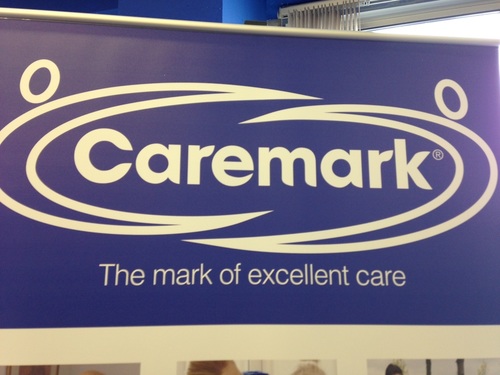 Caremark®
The mark of excellent care